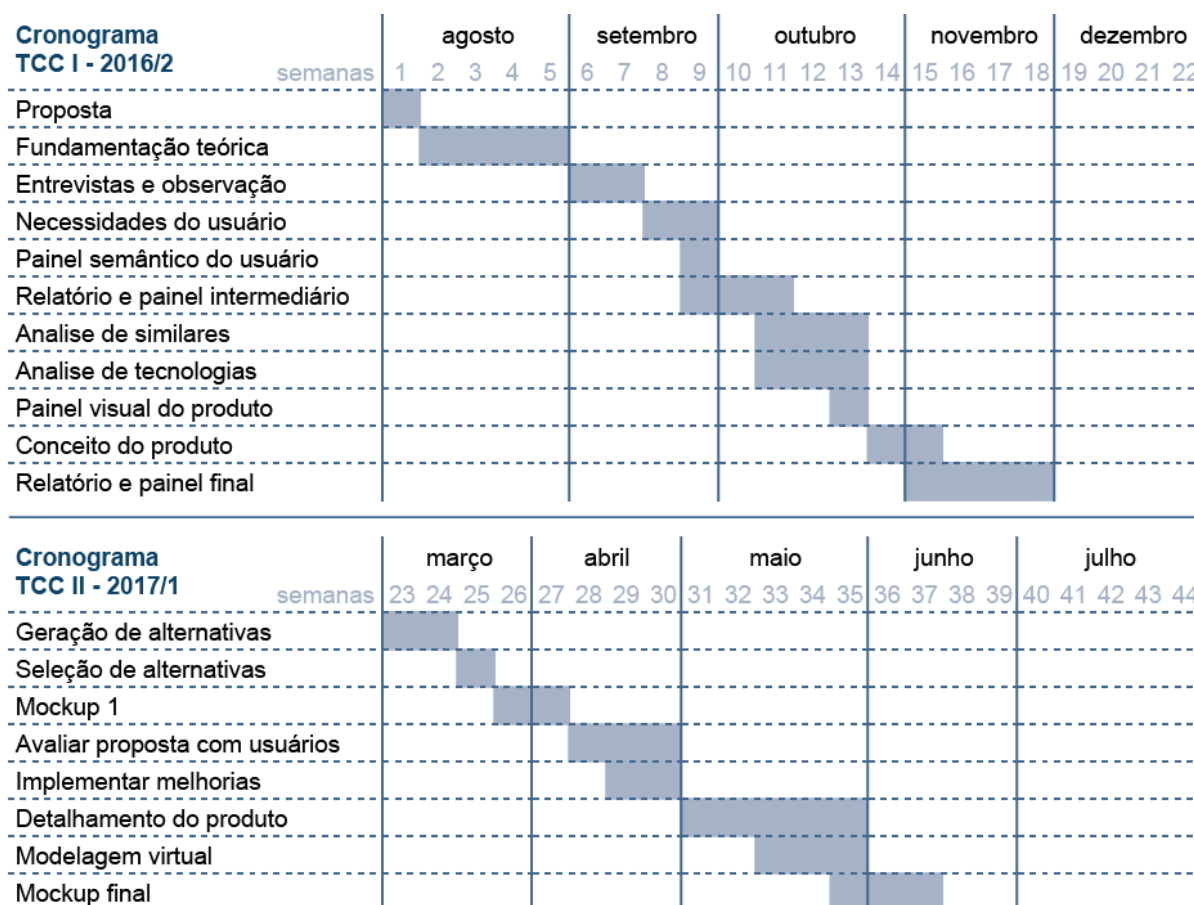 Cronograma
TCC I - 2016/2
agosto setembro outubro novembro dezembro
semanas 1 2 3 4 5 6 7 8 9 10 11 12 13 14 15 16 17 18 19 20 21 22
Proposta
Fundamentação teórica
Entrevistas e observação
Necessidades do usuário
Painel semântico do usuário
Relatório e painel intermediário
Analise de similares
Analise de tecnologias
Painel visual do produto
Conceito do produto
Relatório e painel final
Cronograma
TCC II - 2017/1
março abril maio junho julho
semanas 23 24 25 26 27 28 29 30 31 32 33 34 35 36 37 38 39 40 41 42 43 44
Geração de alternativas
Seleção de alternativas
Mockup 1
Avaliar proposta com usuários
Implementar melhorias
Detalhamento do produto
Modelagem virtual
Mockup final